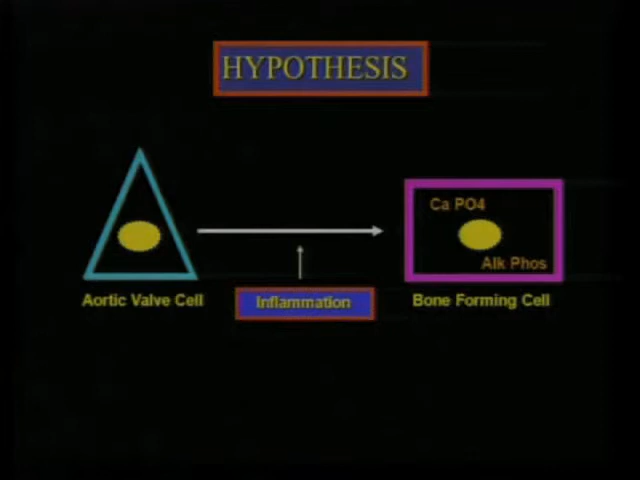 HYPOTHESIS
Ca PO4
Alk Phos
Aortic Valve Cell
Inflammation
Bone Forming Cell